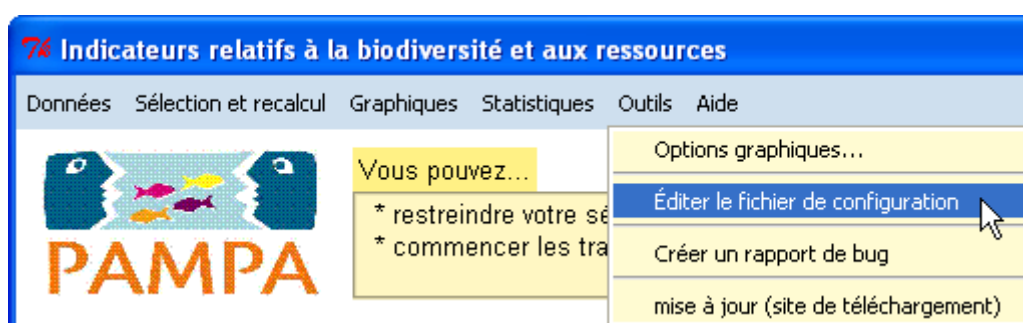 Indicateurs relatifs à la biodiversité et aux ressources
Données Sélection et recalcul Graphiques Statistiques Outils Aide
Vous pouvez...
* restreindre votre
* commencer les
PAMPA
Options graphiques...
Éditer le fichier de configuration
Créer un rapport de bug
mise à jour (site de téléchargement)